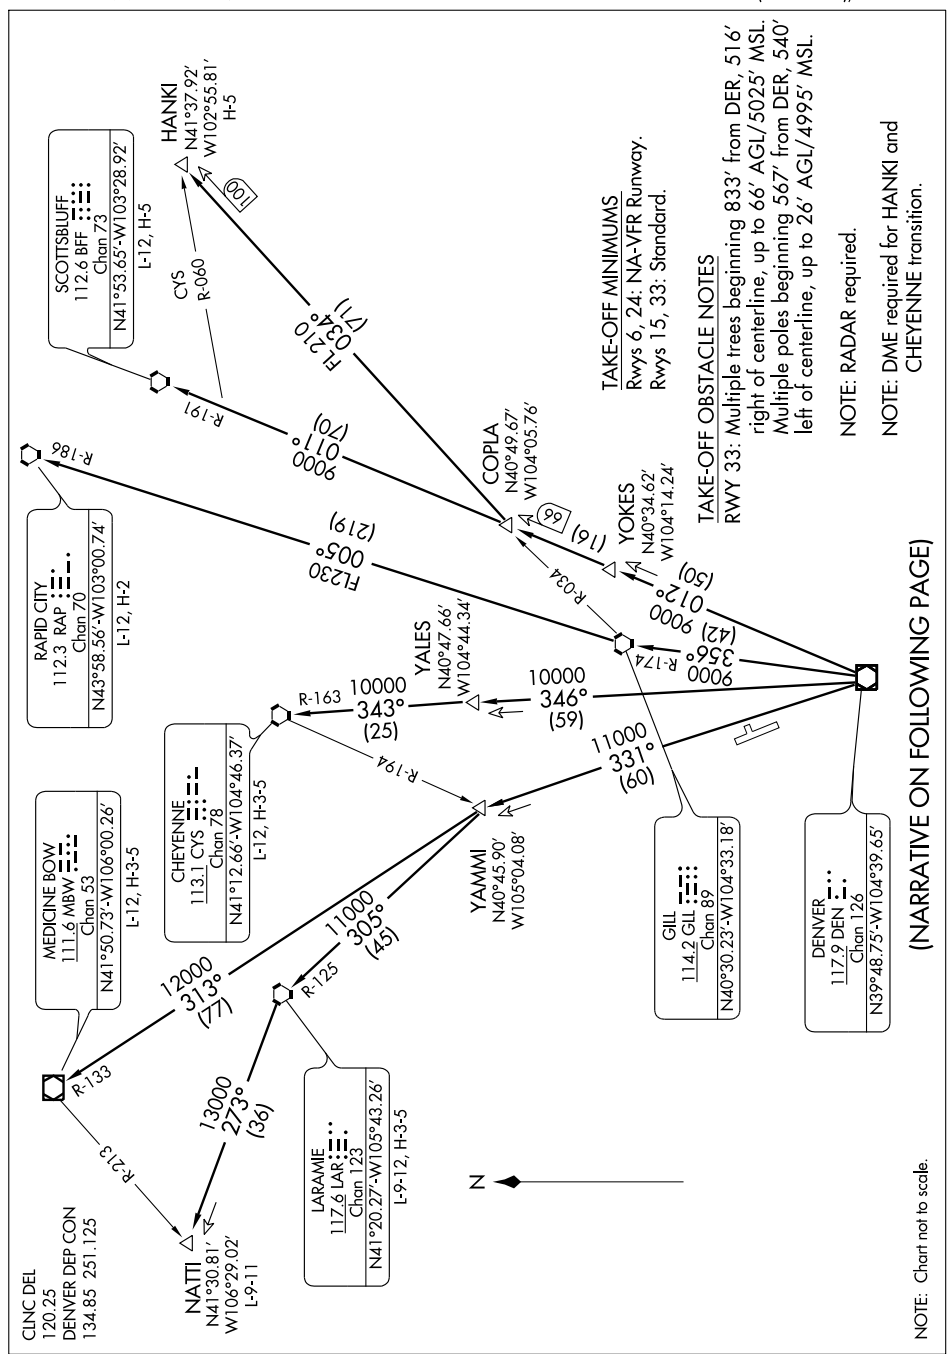 CLNC DEL
120.25
DENVER DEP CON
134.85 251.125
MEDICINE BOW
111.6 MBW
Chan 53
N41°50.73'-W106°00.26'
L-12, H-3-5
RAPID CITY
112.3 RAP
Chan 70
N43°58.56'-W103°00.74'
L-12, H-2
SCOTTSBLUFF
112.6 BFF
Chan 73
N41°53.65'-W103°28.92'
L-12, H-5
CHEYENNE
113.1 CYS
Chan 78
N41°12.66'-W104°46.37'
L-12, H-3-5
HANKI
N41°37.92'
W102°55.81'
H-5
100
CYS
R-060
R-133
R-213
12000
313°
(77)
NATTI
N41°30.81'
W106°29.02'
L-9-11
13000
273°
(36)
R-125
11000
305°
(45)
LARAMIE
117.6 LAR
Chan 123
N41°20.27'-W105°43.26'
L-9-12, H-3-5
R-163
10000
343°
(25)
R-194
R-186
FL230
005°
(219)
R-191
9000
011°
(70)
FL210
034°
(71)
YAMMI
N40°45.90'
W105°04.08'
YALES
N40°47.66'
W104°44.34'
COPLA
N40°49.67'
W104°05.76'
66
(16)
YOKES
N40°34.62'
W104°14.24'
R-034
R-174
11000
331°
(60)
10000
346°
(59)
9000
356°
(42)
9000
012°
(50)
GILL
114.2 GLL
Chan 89
N40°30.23'-W104°33.18'
DENVER
117.9 DEN
Chan 126
N39°48.75'-W104°39.65'
TAKE-OFF MINIMUMS
Rwys 6, 24: NA-VFR Runway.
Rwys 15, 33: Standard.
TAKE-OFF OBSTACLE NOTES
RWY 33: Multiple trees beginning 833' from DER, 516'
right of centerline, up to 66' AGL/5025' MSL.
Multiple poles beginning 567' from DER, 540'
left of centerline, up to 26' AGL/4995' MSL.
NOTE: RADAR required.
NOTE: DME required for HANKI and
CHEYENNE transition.
N
NOTE: Chart not to scale.
(NARRATIVE ON FOLLOWING PAGE)